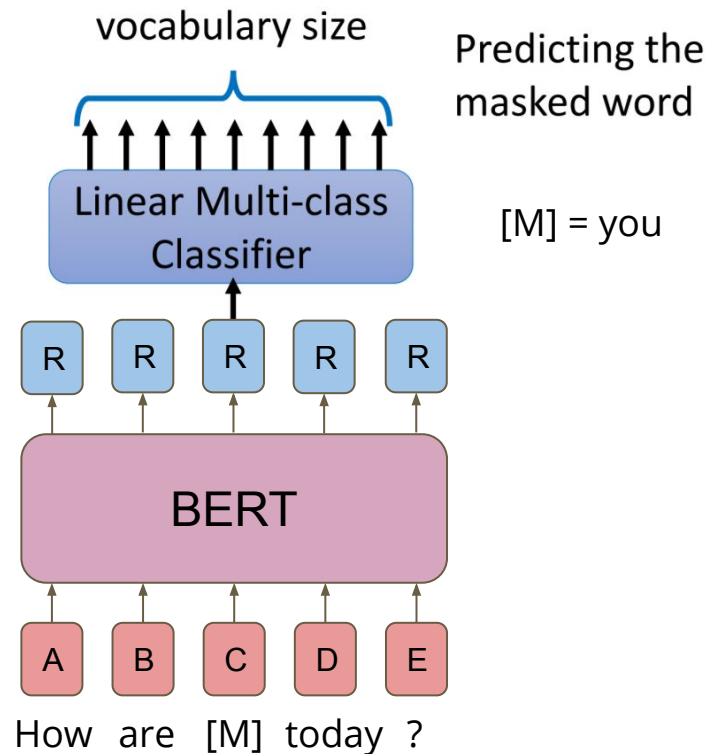 vocabulary size
Predicting the
masked word
Linear Multi-class
Classifier
[M] = you
R R R R R
BERT
A B C D E
How are [M] today ?